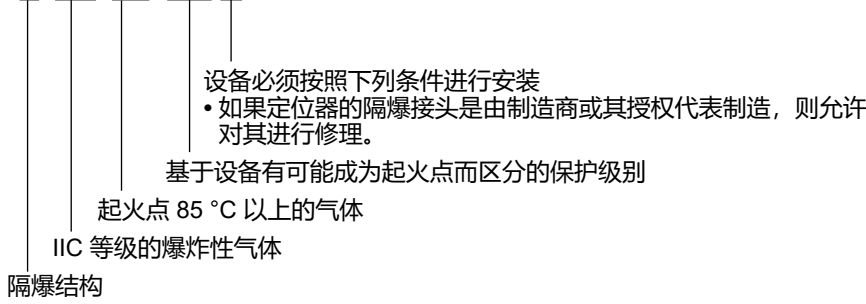 设备必须按照下列条件进行安装
• 如果定位器的隔爆接头是由制造商或其授权代表制造，则允许
对其进行修理。
基于设备有可能成为起火点而区分的保护级别
起火点 85 °C 以上的气体
IIC 等级的爆炸性气体
隔爆结构